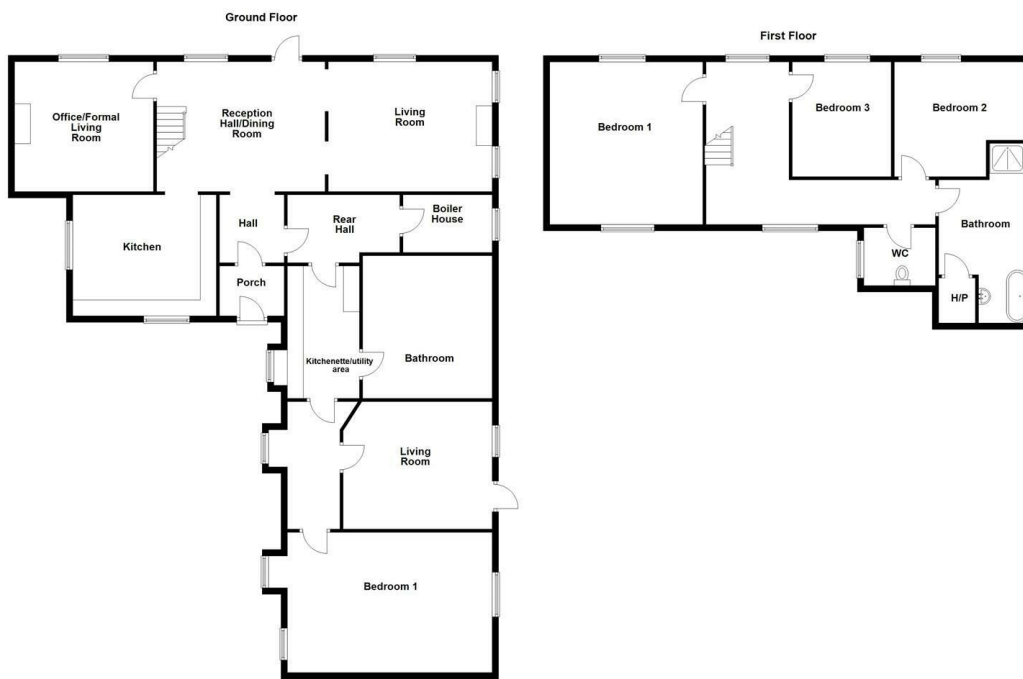 Ground Floor
Office/Formal
Living
Room
Reception
Hall/Dining
Room
Living
Room
Kitchen
Hall
Rear
Hall
Boiler
House
Porch
Kitchenette/utility
area
Bathroom
Living
Room
Bedroom 1
First Floor
Bedroom 1
Bedroom 3
Bedroom 2
Bathroom
WC
H/P